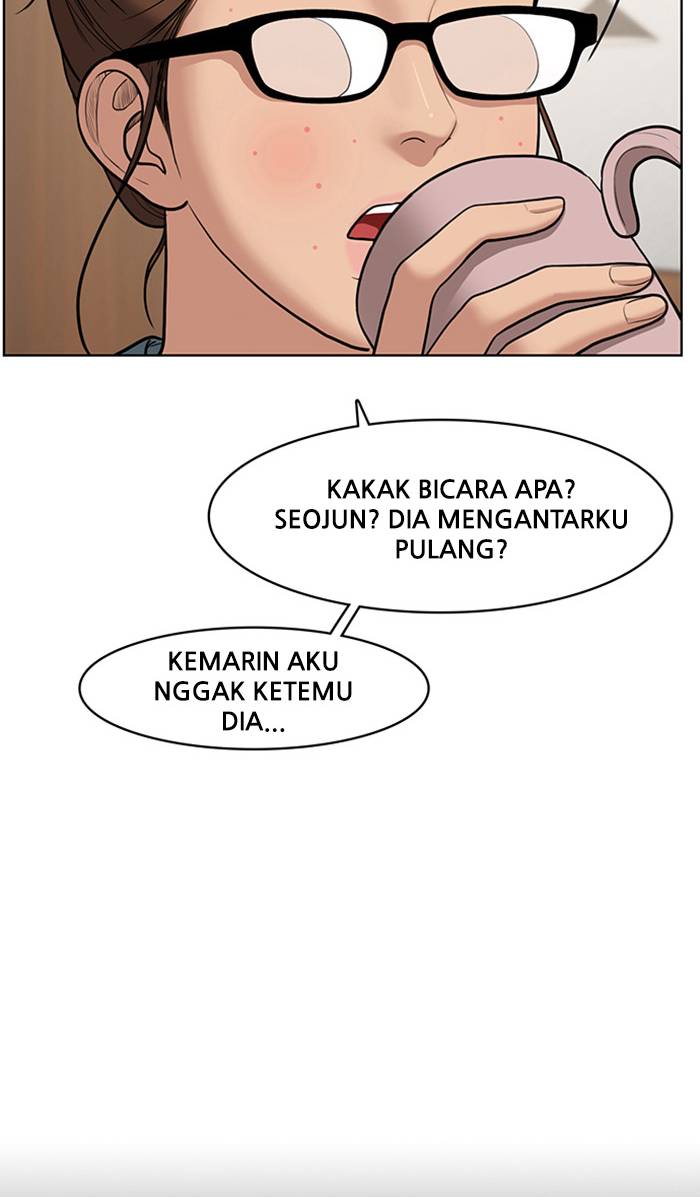 KAKAK BICARA APA?
SEOJUN? DIA MENGANTARKU
PULANG?
KEMARIN AKU
NGGAK KETEMU
DIA...